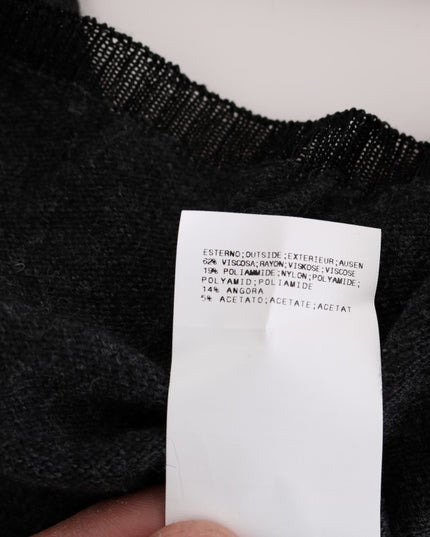 ESTERNO;OUTSIDE;EXTERIEUR;AUSEN
62% VISCOSA;RAYON;VISKOSE;VISCOSE
19% POLIAMMIDE;NYLON;POLYAMIDE;
POLYAMID;POLIAMIDE
14% ANGORA
5% ACETATO;ACETATE;ACETAT